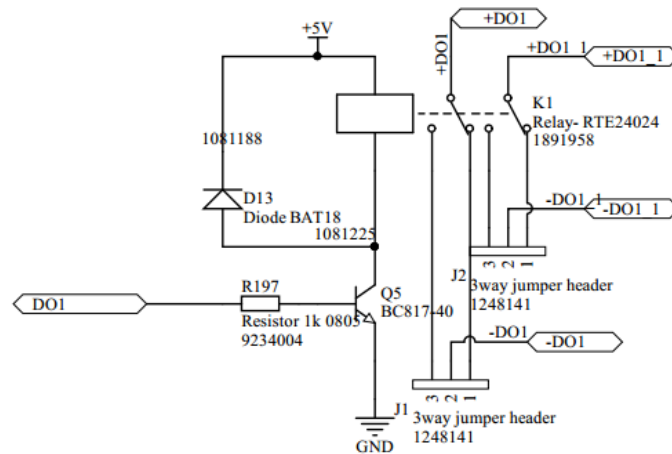 +5V
+DO1
+DO1
+DO1_1
+DO1_1
K1
Relay- RTE24024
1891958
1081188
D13
Diode BAT18
1081225
-DO1_1
-DO1_1
3
2
1
J2
3way jumper header
1248141
R197
DO1
Resistor 1k 0805
9234004
Q5
BC817-40
-DO1
-DO1
3
2
1
J1
3way jumper header
1248141
GND